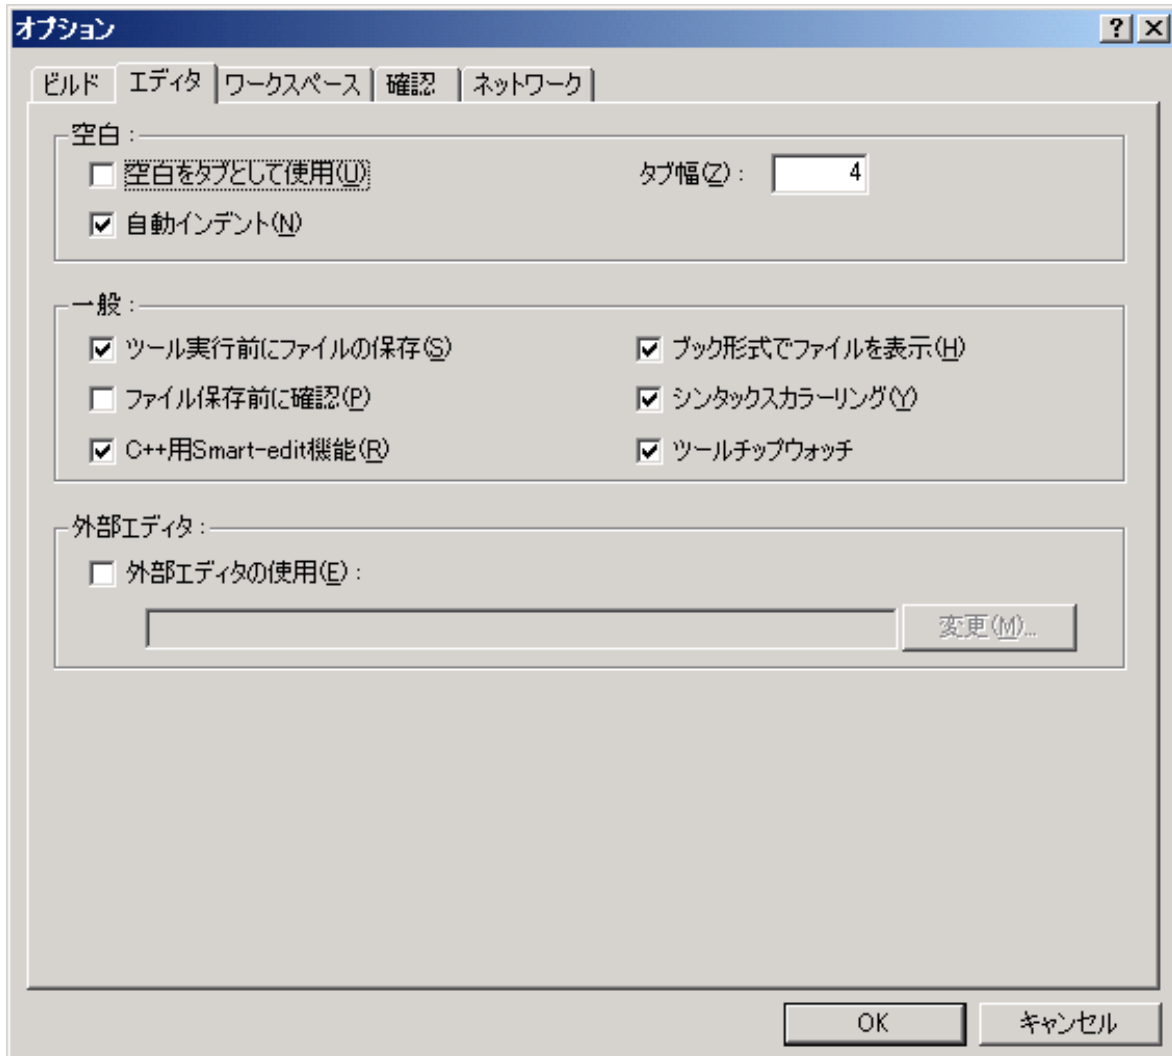 オプション
ビルド エディタ ワークスペース 確認 ネットワーク
空白：
空白をタブとして使用(U) タブ幅(Z)： 4
自動インデント(N)
一般：
ツール実行前にファイルの保存(S) ブック形式でファイルを表示(H)
ファイル保存前に確認(P) シンタックスカラーリング(Y)
C++用Smart-edit機能(R) ツールチップウォッチ
外部エディタ：
外部エディタの使用(E)：
変更(M)...
OK キャンセル